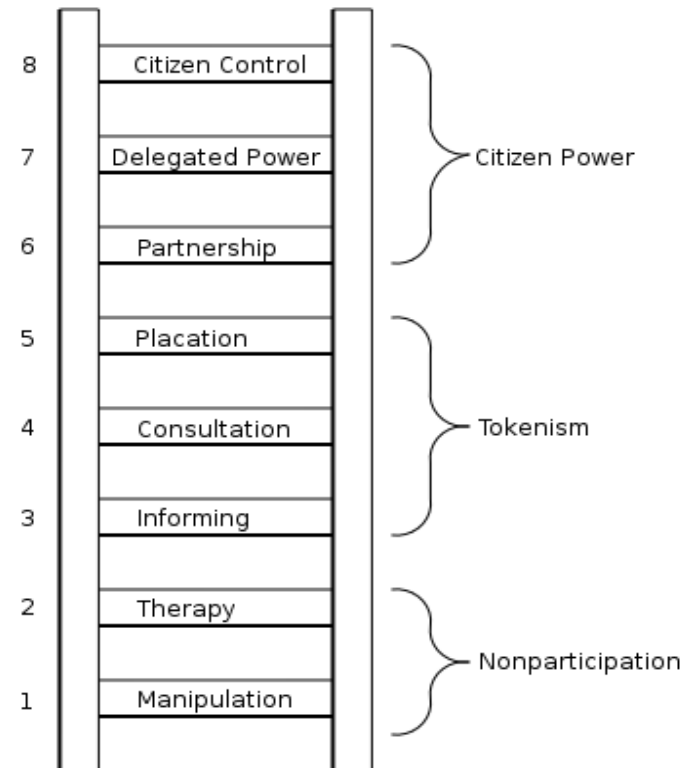 8 Citizen Control
7 Delegated Power Citizen Power
6 Partnership
5 Placation
4 Consultation Tokenism
3 Informing
2 Therapy
Nonparticipation
1 Manipulation